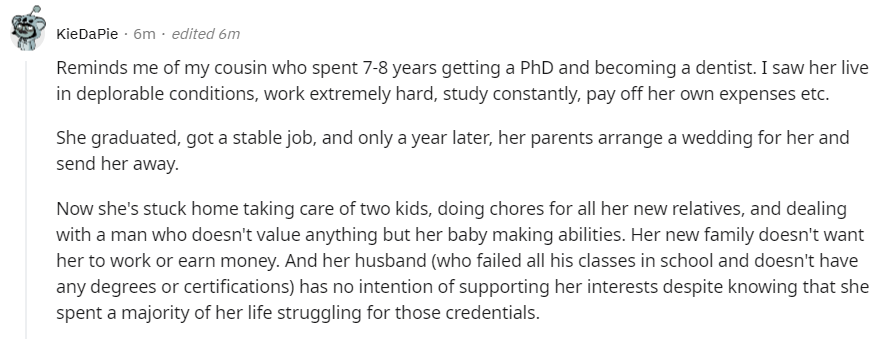 KieDaPie · 6m · edited 6m
Reminds me of my cousin who spent 7-8 years getting a PhD and becoming a dentist. I saw her live
in deplorable conditions, work extremely hard, study constantly, pay off her own expenses etc.
She graduated, got a stable job, and only a year later, her parents arrange a wedding for her and
send her away.
Now she's stuck home taking care of two kids, doing chores for all her new relatives, and dealing
with a man who doesn't value anything but her baby making abilities. Her new family doesn't want
her to work or earn money. And her husband (who failed all his classes in school and doesn't have
any degrees or certifications) has no intention of supporting her interests despite knowing that she
spent a majority of her life struggling for those credentials.